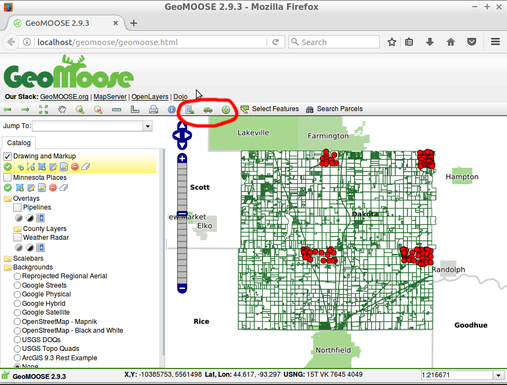 GeoMOOSE 2.9.3 - Mozilla Firefox
GeoMOOSE 2.9.3
localhost/geomoose/geomoose.html
Search
GeoMoose
Our Stack: GeoMOOSE.org | MapServer | OpenLayers | Dojo
Select Features
Search Parcels
Jump To:
Catalog
Drawing and Markup
Minnesota Places
Overlays
Pipelines
County Layers
Weather Radar
Scalebars
Backgrounds
Reprojected Regional Aerial
Google Streets
Google Physical
Google Hybrid
Google Satellite
OpenStreetMap - Mapnik
OpenStreetMap - Black and White
USGS DOQs
USGS Topo Quads
ArcGIS 9.3 Rest Example
None
Lakeville
Farmington
Hampton
Scott
Dakota
ew Market
Elko
Randolph
Rice
Goodhue
Northfield
GeoMOOSE 2.9.3
X,Y: -10385753, 5561498 Lat, Lon: 44.617, -93.297 USNG: 15T VK 7645 4049
1:216671